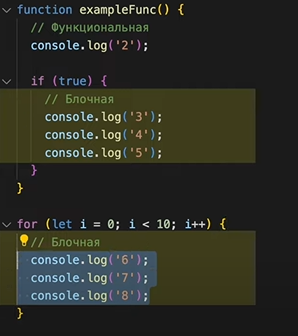 function exampleFunc() {
// Функциональная
console.log('2');
if (true) {
// Блочная
console.log('3');
console.log('4');
console.log('5');
}
}
for (let i = 0; i < 10; i++) {
// Блочная
console.log('6');
console.log('7');
console.log('8');
}